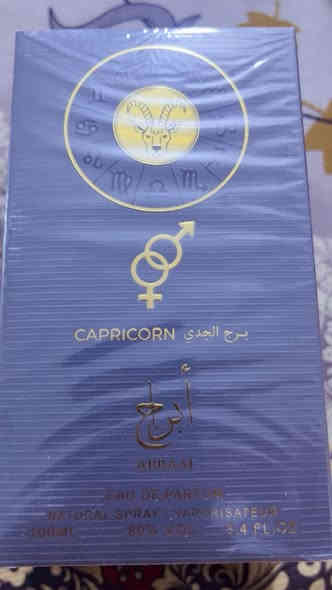 CAPRICORN برج الجدي
أبراج
ABRAAJ
EAU DE PARFUM
NATURAL SPRAY VAPORISATEUR
100ML 80% VOL 3.4 FL.OZ